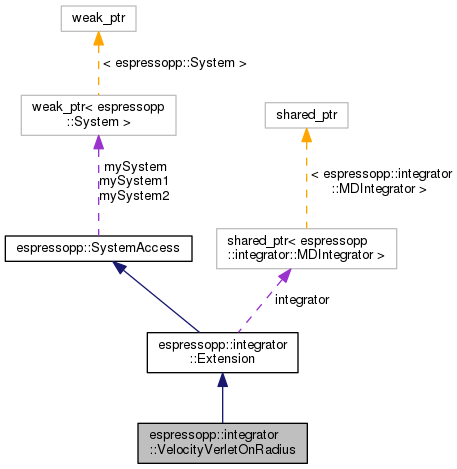 weak_ptr
< espressopp::System >
weak_ptr< espressopp
::System >
shared_ptr
mySystem
mySystem1
mySystem2
< espressopp::integrator
::MDIntegrator >
espressopp::SystemAccess
shared_ptr< espressopp
::integrator::MDIntegrator >
integrator
espressopp::integrator
::Extension
espressopp::integrator
::VelocityVerletOnRadius